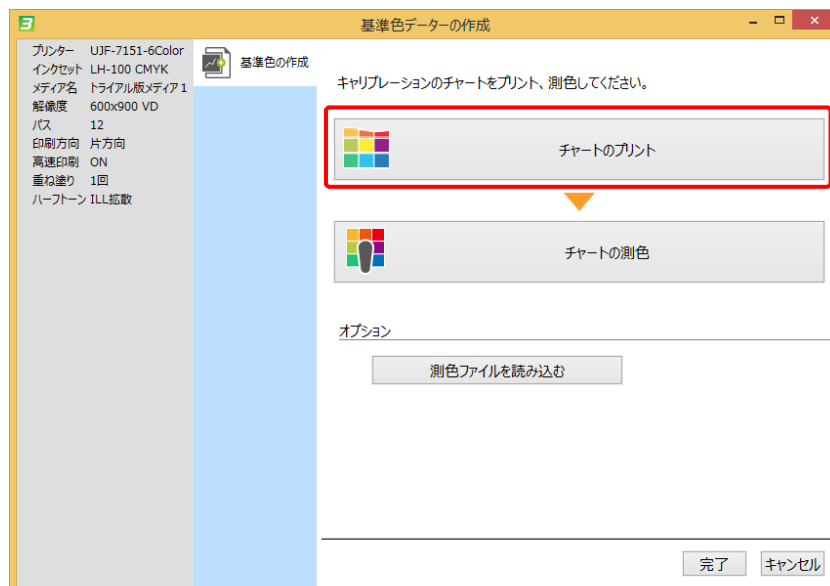 3
基準色データーの作成
プリンター UJF-7151-6Color
インクセット LH-100 CMYK
メディア名 トライアル版メディア1
解像度 600x900 VD
パス 12
印刷方向 片方向
高速印刷 ON
重ね塗り 1回
ハーフトーン ILL拡散
基準色の作成
キャリブレーションのチャートをプリント、測色してください。
チャートのプリント
チャートの測色
オプション
測色ファイルを読み込む
完了 キャンセル